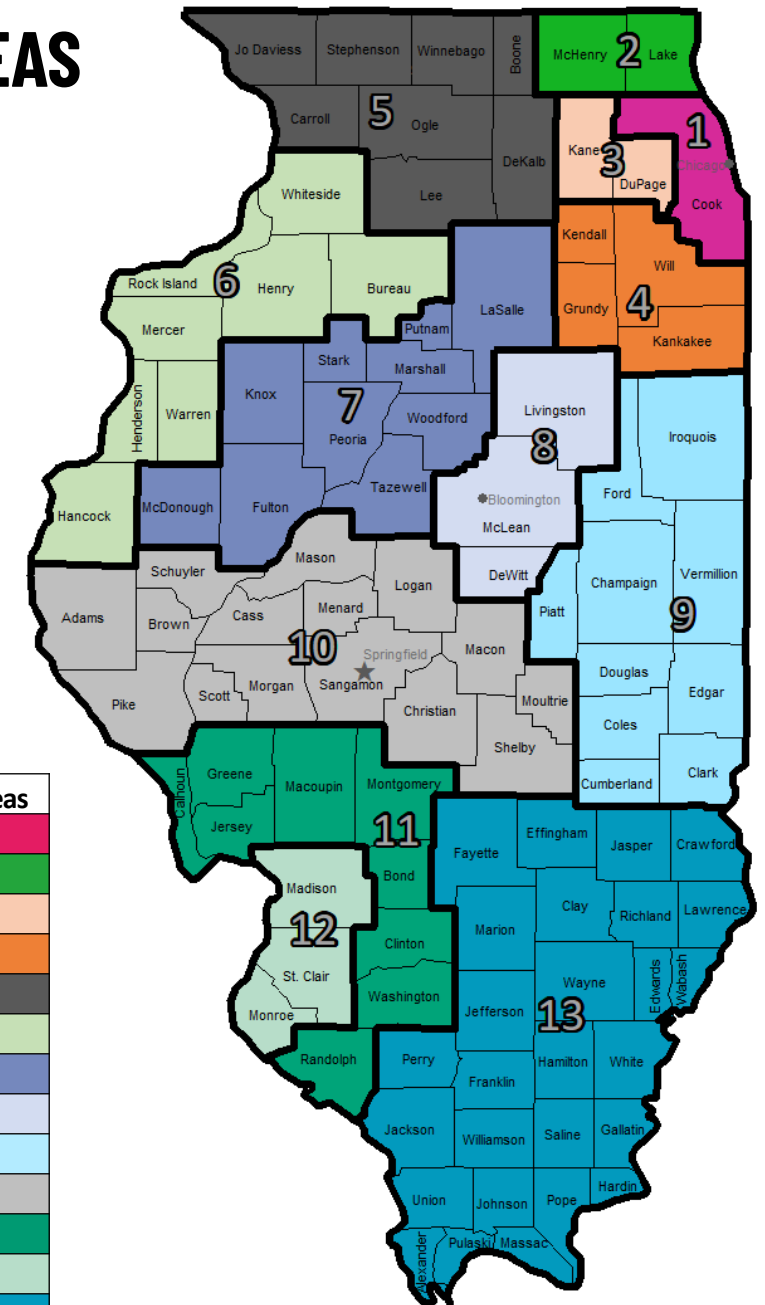 EAS
Jo Daviess
Stephenson
Winnebago
Boone
McHenry
2
Lake
Carroll
5
Ogle
DeKalb
Lee
Kane
3
DuPage
1
Chicago
Cook
Whiteside
Rock Island
6
Henry
Bureau
Mercer
Henderson
Warren
Hancock
Kendall
Will
Grundy
4
Kankakee
LaSalle
Putnam
Stark
Marshall
Knox
7
Peoria
Woodford
McDonough
Fulton
Tazewell
Livingston
8
Bloomington
McLean
DeWitt
Iroquois
Ford
Champaign
Vermillion
Piatt
9
Douglas
Edgar
Coles
Cumberland
Clark
Mason
Schuyler
Logan
Adams
Brown
Cass
Menard
10
Springfield
Macon
Pike
Scott
Morgan
Sangamon
Christian
Moultrie
Shelby
Calhoun
Greene
Macoupin
Montgomery
Jersey
11
Bond
Clinton
Washington
Randolph
Madison
12
St. Clair
Monroe
Fayette
Effingham
Jasper
Crawford
Marion
Clay
Richland
Lawrence
Wayne
Edwards
Wabash
Jefferson
13
Perry
Franklin
Hamilton
White
Jackson
Williamson
Saline
Gallatin
Union
Johnson
Pope
Hardin
Alexander
Pulaski
Massac
eas